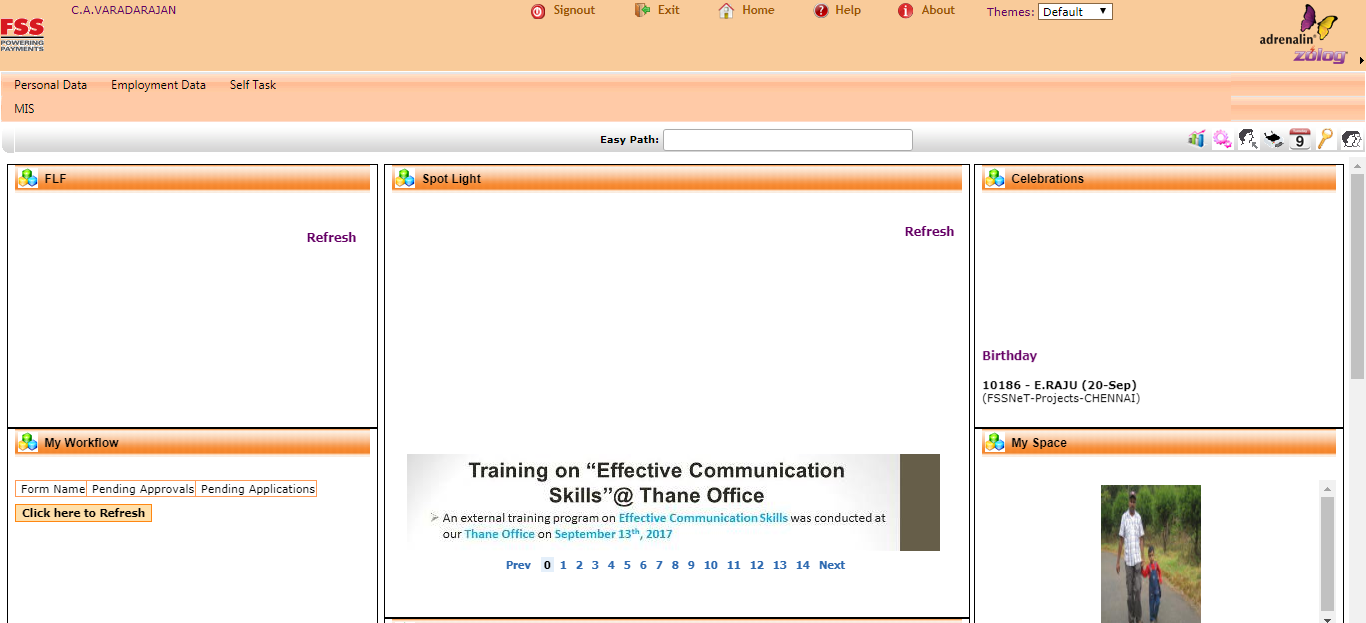 C.A.VARADARAJAN
Signout Exit Home Help About Themes: Default
FSS
POWERING
PAYMENTS
adrenalin
zólog
Personal Data Employment Data Self Task
MIS
Easy Path:
9
FLF
Refresh
Spot Light
Refresh
Celebrations
Birthday
10186 - E.RAJU (20-Sep)
(FSSNeT-Projects-CHENNAI)
My Workflow
Form Name Pending Approvals Pending Applications
Click here to Refresh
Training on “Effective Communication
Skills”@ Thane Office
An external training program on Effective Communication Skills was conducted at
our Thane Office on September 13th, 2017
Prev 0 1 2 3 4 5 6 7 8 9 10 11 12 13 14 Next
My Space